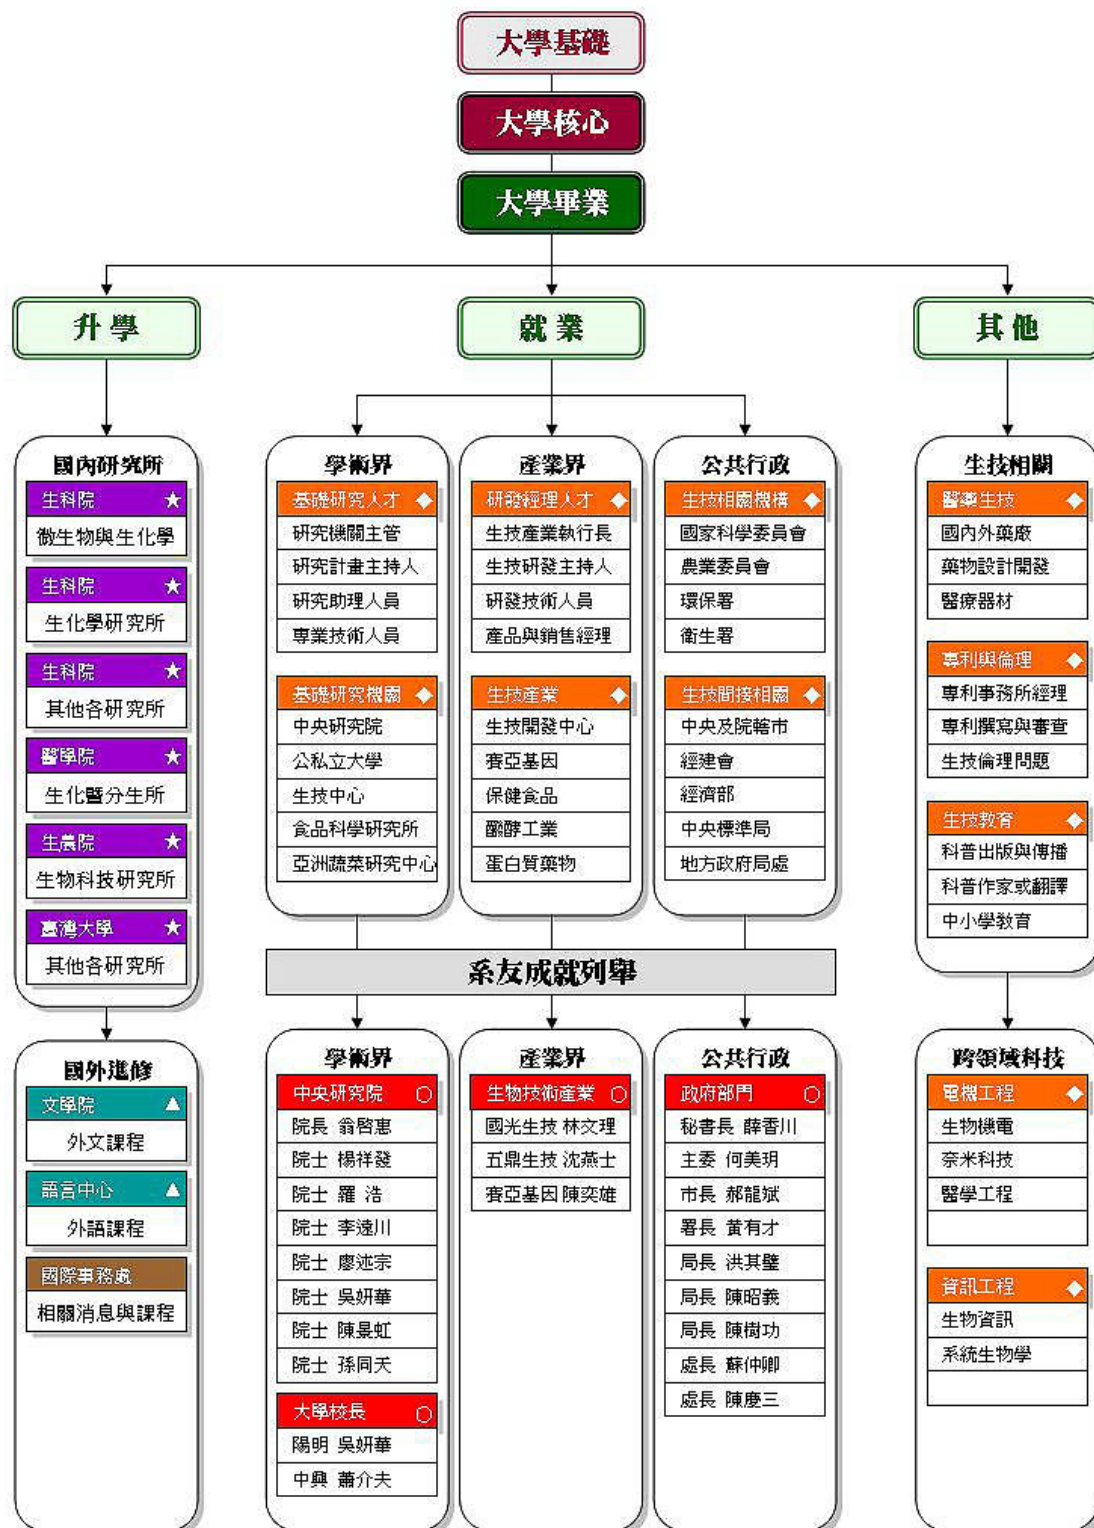 大學基礎
大學核心
大學畢業
升 學
就 業
其 他
國內研究所
生科院 ★
微生物與生化學
生科院 ★
生化學研究所
生科院 ★
其他各研究所
醫學院 ★
生化暨分生所
生農院 ★
生物科技研究所
臺灣大學 ★
其他各研究所
國外進修
文學院 ▲
外文課程
語言中心 ▲
外語課程
國際事務處
相關消息與課程
學術界
基礎研究人才 ◆
研究機關主管
研究計畫主持人
研究助理人員
專業技術人員
基礎研究機關 ◆
中央研究院
公私立大學
生技中心
食品科學研究所
亞洲蔬菜研究中心
產業界
研發經理人才 ◆
生技產業執行長
生技研發主持人
研發技術人員
產品與銷售經理
生技產業 ◆
生技開發中心
賽亞基因
保健食品
醱酵工業
蛋白質藥物
公共行政
生技相關機構 ◆
國家科學委員會
農業委員會
環保署
衛生署
生技間接相關 ◆
中央及院轄市
經建會
經濟部
中央標準局
地方政府局處
系友成就列舉
學術界
中央研究院 ○
院長 翁啓惠
院士 楊祥發
院士 羅 浩
院士 李遠川
院士 廖述宗
院士 吳妍華
院士 陳景虹
院士 孫同天
大學校長 ○
陽明 吳妍華
中興 蕭介夫
產業界
生物技術產業 ○
國光生技 林文理
五鼎生技 沈燕士
賽亞基因 陳奕雄
公共行政
政府部門 ○
秘書長 薛香川
主委 何美玥
市長 郝龍斌
署長 黃有才
局長 洪其璧
局長 陳昭義
局長 陳樹功
處長 蘇仲卿
處長 陳慶三
生技相關
醫藥生技 ◆
國內外藥廠
藥物設計開發
醫療器材
專利與倫理 ◆
專利事務所經理
專利撰寫與審查
生技倫理問題
生技教育 ◆
科普出版與傳播
科普作家或翻譯
中小學教育
跨領域科技
電機工程 ◆
生物機電
奈米科技
醫學工程
資訊工程 ◆
生物資訊
系統生物學